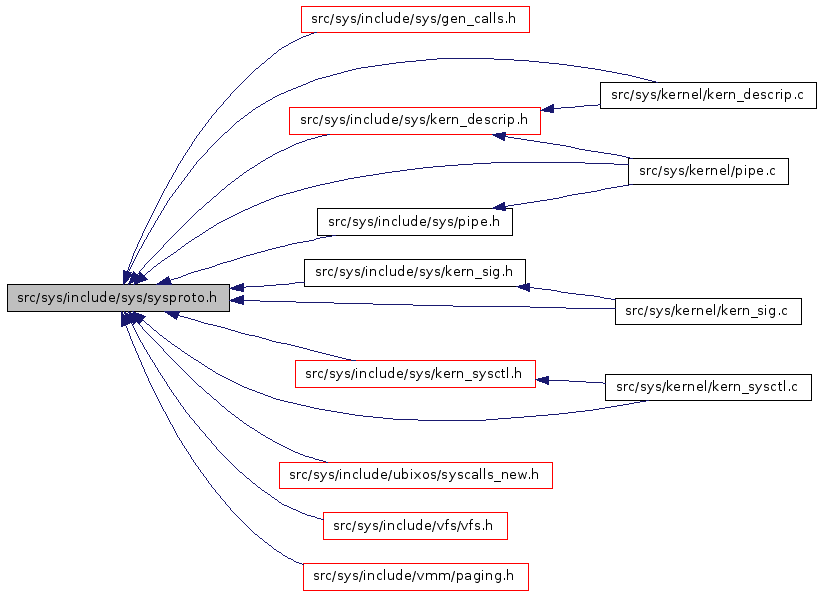 src/sys/include/sys/gen_calls.h
src/sys/kernel/kern_descrip.c
src/sys/include/sys/kern_descrip.h
src/sys/kernel/pipe.c
src/sys/include/sys/pipe.h
src/sys/include/sys/kern_sig.h
src/sys/include/sys/sysproto.h
src/sys/kernel/kern_sig.c
src/sys/include/sys/kern_sysctl.h
src/sys/kernel/kern_sysctl.c
src/sys/include/ubixos/syscalls_new.h
src/sys/include/vfs/vfs.h
src/sys/include/vmm/paging.h